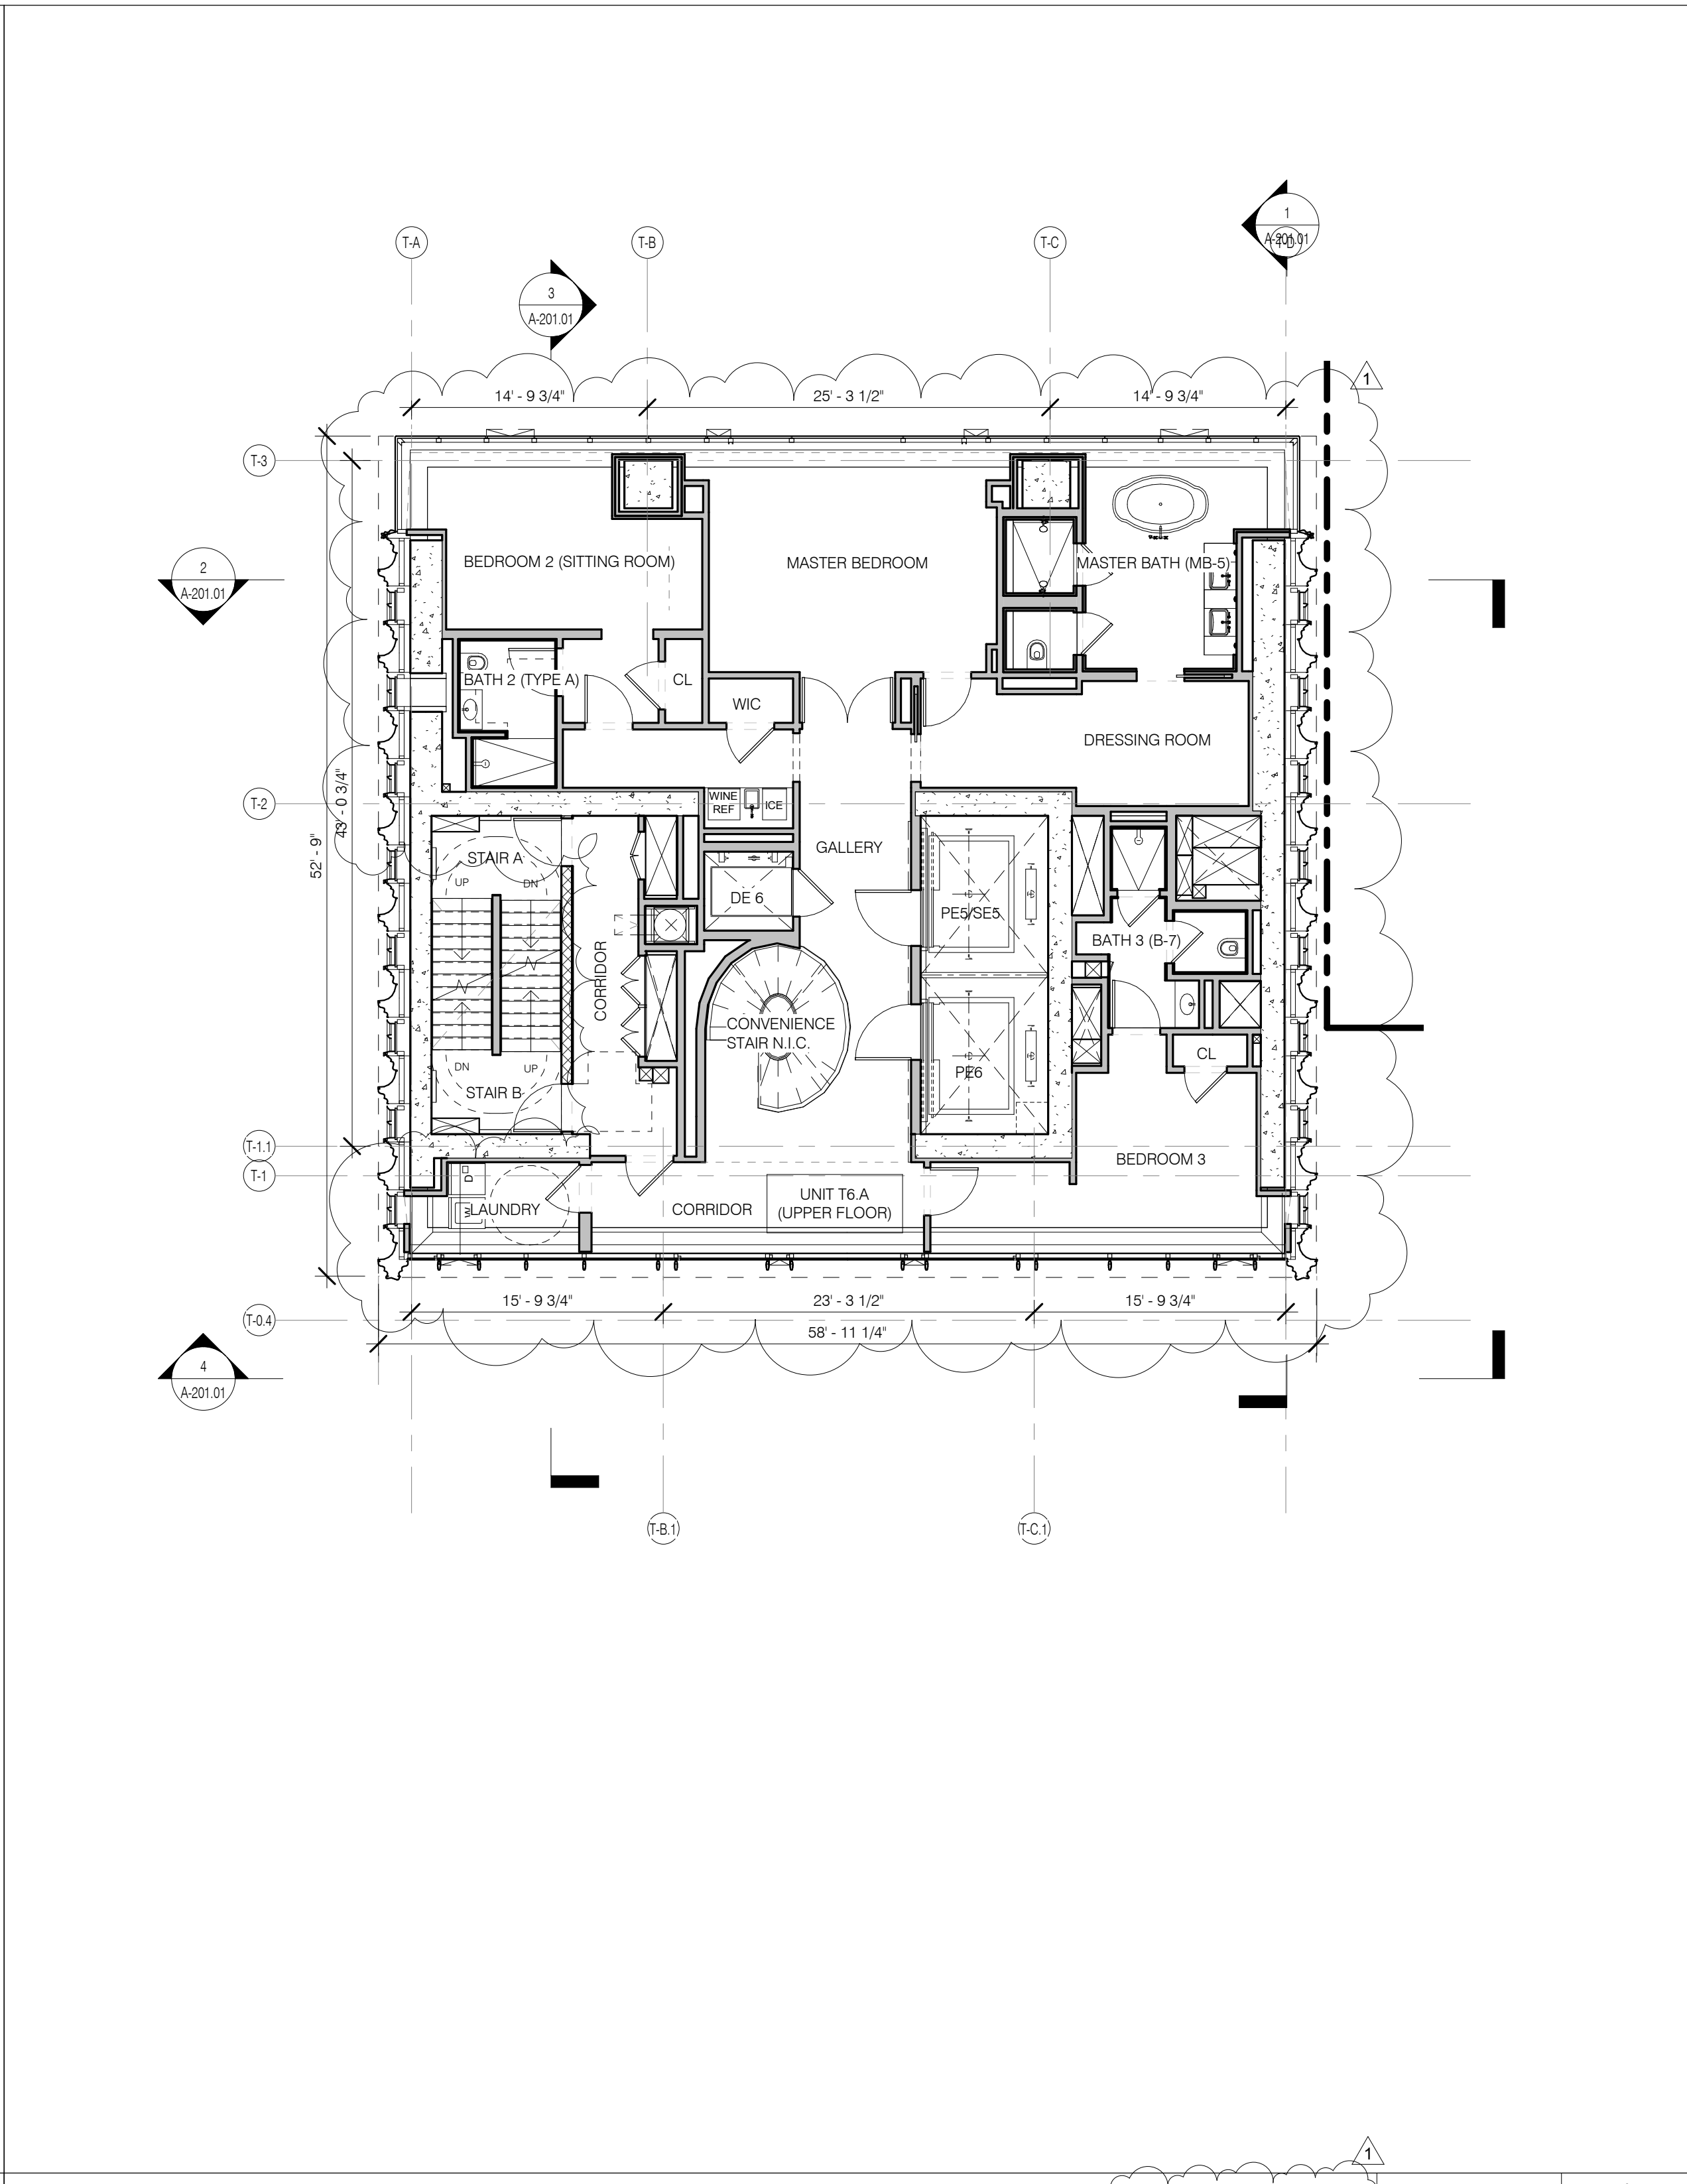 1
A-201.01
T-A
T-B
T-C
T-D
3
A-201.01
1
14' - 9 3/4"
25' - 3 1/2"
14' - 9 3/4"
T-3
BEDROOM 2 (SITTING ROOM)
MASTER BEDROOM
MASTER BATH (MB-5)
2
A-201.01
BATH 2 (TYPE A)
CL
WIC
DRESSING ROOM
T-2
43' - 0 3/4"
52' - 9"
WINE
REF
ICE
STAIR A
GALLERY
UP
DN
DE 6
PE5/SE5
BATH 3 (B-7)
CORRIDOR
CONVENIENCE
STAIR N.I.C.
CL
DN
UP
PE6
STAIR B
T-1.1
T-1
BEDROOM 3
D
W
LAUNDRY
CORRIDOR
UNIT T6.A
(UPPER FLOOR)
15' - 9 3/4"
23' - 3 1/2"
15' - 9 3/4"
T-0.4
58' - 11 1/4"
4
A-201.01
T-B.1
T-C.1
1